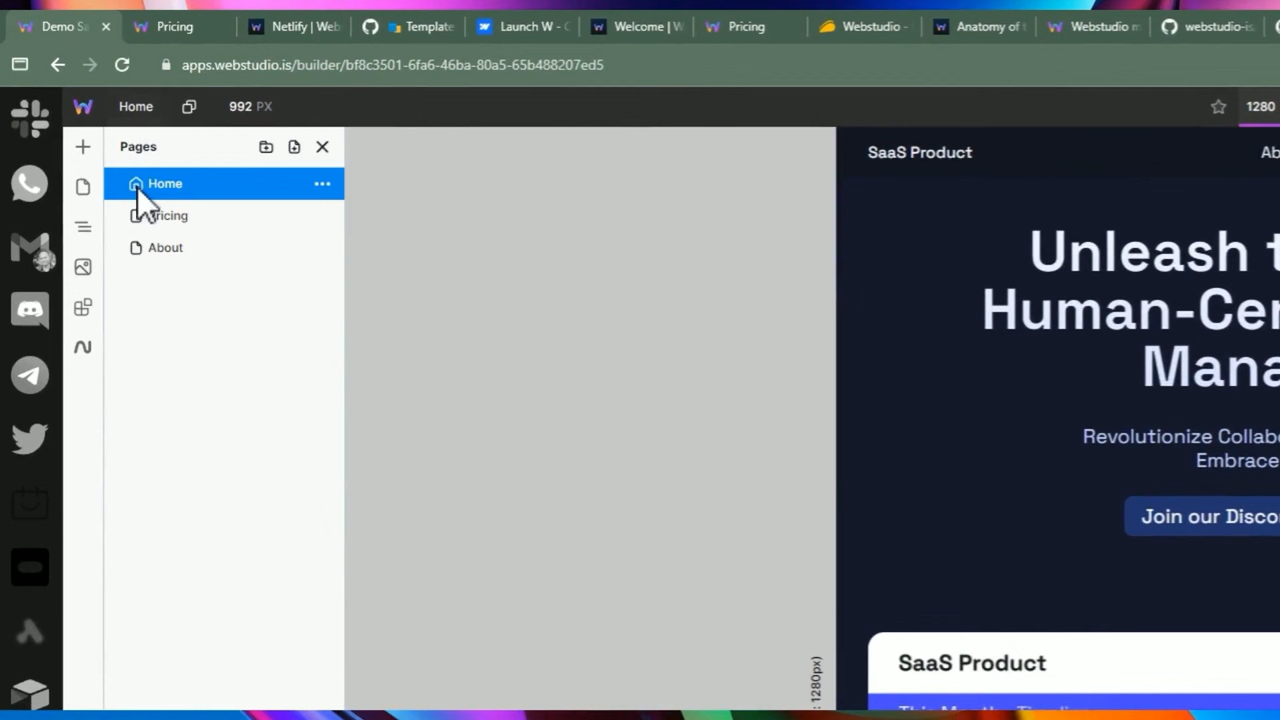 Demo Sa
Pricing
Netlify | Web
Template
Launch W - C
Welcome | W
Pricing
Webstudio -
Anatomy of t
Webstudio m
webstudio-is
apps.webstudio.is/builder/bf8c3501-6fa6-46ba-80a5-65b488207ed5
Home
992 PX
1280
Pages
Home
ricing
About
SaaS Product
Ab
Unleash t
Human-Cer
Mana
Revolutionize Collab
Embrace
Join our Disco
SaaS Product
: 1280px)